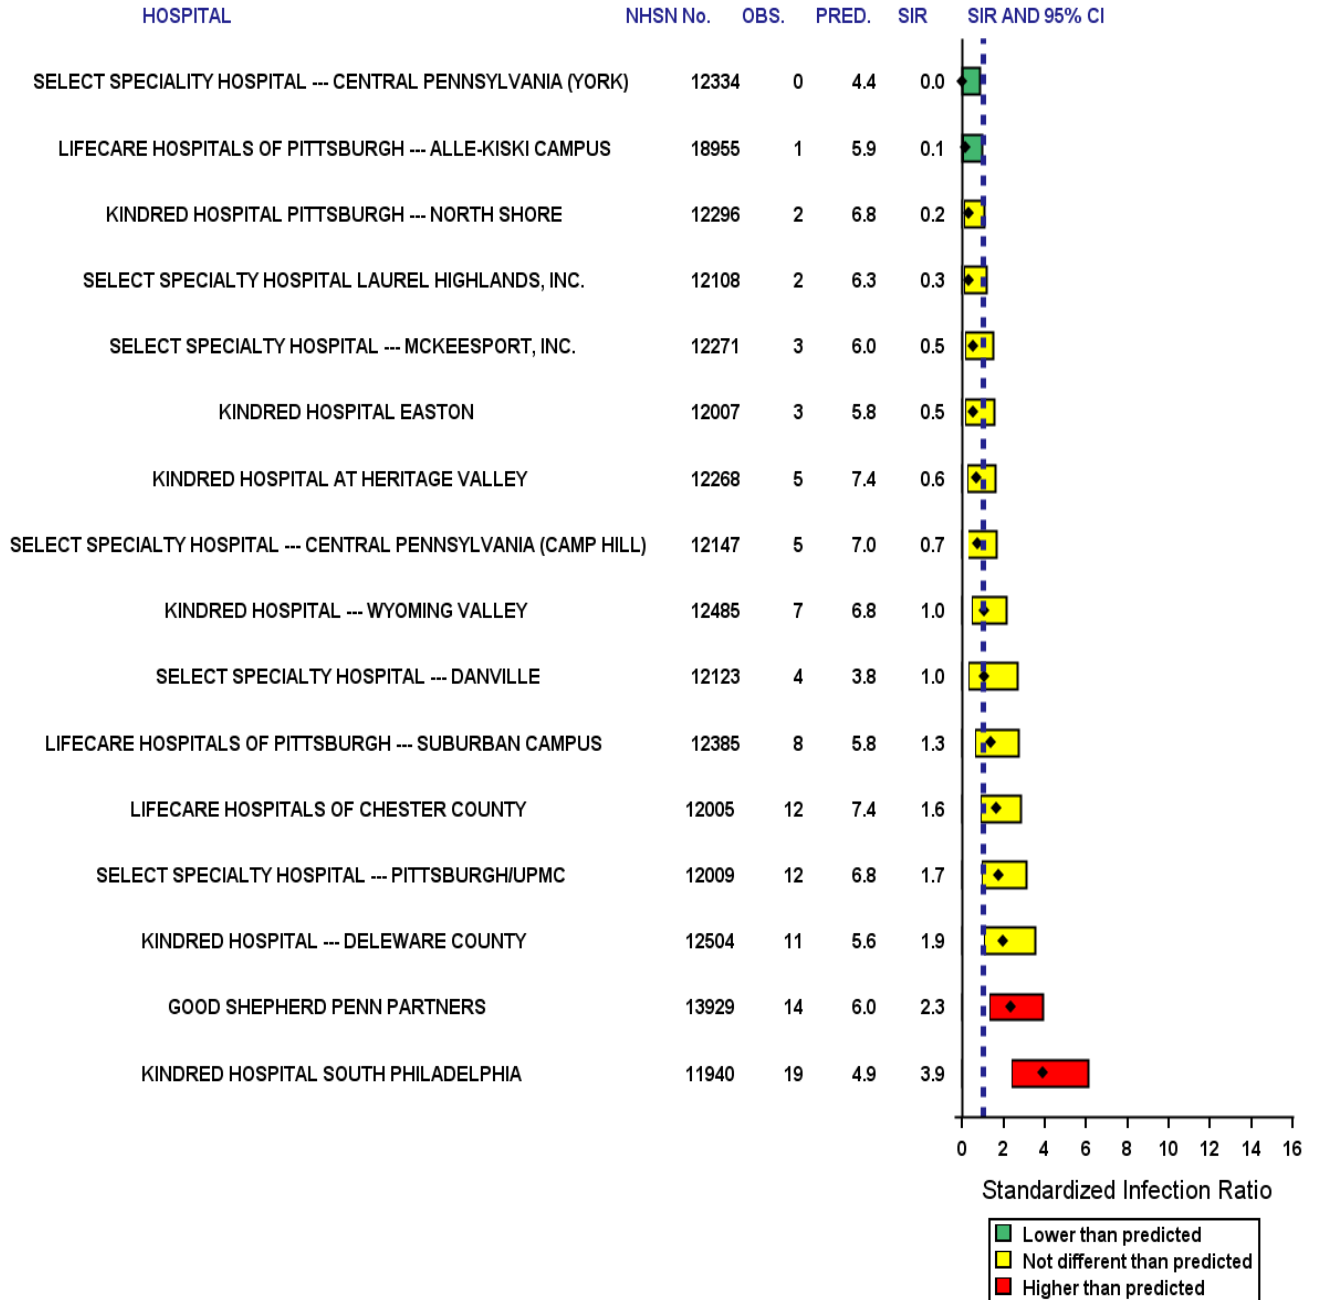 HOSPITAL NHSN No. OBS. PRED. SIR SIR AND 95% CI
SELECT SPECIALITY HOSPITAL --- CENTRAL PENNSYLVANIA (YORK) 12334 0 4.4 0.0
LIFECARE HOSPITALS OF PITTSBURGH --- ALLE-KISKI CAMPUS 18955 1 5.9 0.1
KINDRED HOSPITAL PITTSBURGH --- NORTH SHORE 12296 2 6.8 0.2
SELECT SPECIALTY HOSPITAL LAUREL HIGHLANDS, INC. 12108 2 6.3 0.3
SELECT SPECIALTY HOSPITAL --- MCKEESPORT, INC. 12271 3 6.0 0.5
KINDRED HOSPITAL EASTON 12007 3 5.8 0.5
KINDRED HOSPITAL AT HERITAGE VALLEY 12268 5 7.4 0.6
SELECT SPECIALTY HOSPITAL --- CENTRAL PENNSYLVANIA (CAMP HILL) 12147 5 7.0 0.7
KINDRED HOSPITAL --- WYOMING VALLEY 12485 7 6.8 1.0
SELECT SPECIALTY HOSPITAL --- DANVILLE 12123 4 3.8 1.0
LIFECARE HOSPITALS OF PITTSBURGH --- SUBURBAN CAMPUS 12385 8 5.8 1.3
LIFECARE HOSPITALS OF CHESTER COUNTY 12005 12 7.4 1.6
SELECT SPECIALTY HOSPITAL --- PITTSBURGH/UPMC 12009 12 6.8 1.7
KINDRED HOSPITAL --- DELEWARE COUNTY 12504 11 5.6 1.9
GOOD SHEPHERD PENN PARTNERS 13929 14 6.0 2.3
KINDRED HOSPITAL SOUTH PHILADELPHIA 11940 19 4.9 3.9
0 2 4 6 8 10 12 14 16
Standardized Infection Ratio
Lower than predicted
Not different than predicted
Higher than predicted